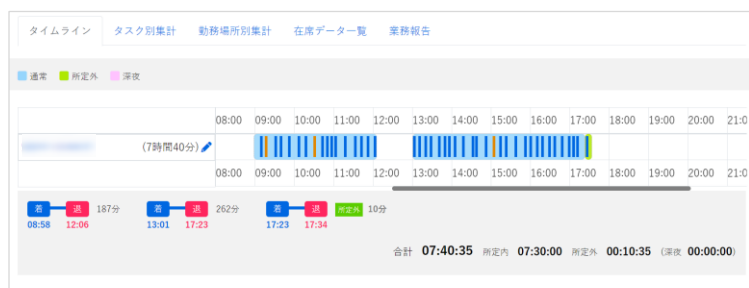 タイムライン タスク別集計 勤務場所別集計 在席データ一覧 業務報告
通常 所定外 深夜
08:00 09:00 10:00 11:00 12:00 13:00 14:00 15:00 16:00 17:00 18:00 19:00 20:00 21:0
(7時間40分)
08:00 09:00 10:00 11:00 12:00 13:00 14:00 15:00 16:00 17:00 18:00 19:00 20:00 21:0
着 退 187分 着 退 262分 着 退 所定外 10分
08:58 12:06 13:01 17:23 17:23 17:34
合計 07:40:35 所定内 07:30:00 所定外 00:10:35 (深夜 00:00:00)